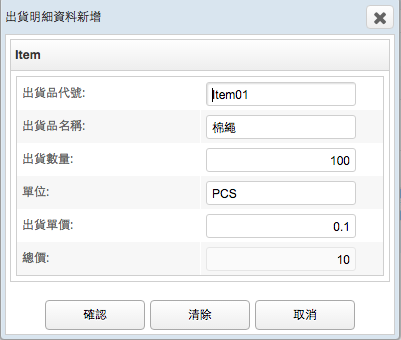 出貨明細資料新增
Item
出貨品代號: Item01
出貨品名稱: 棉繩
出貨數量: 100
單位: PCS
出貨單價: 0.1
總價: 10
確認 清除 取消